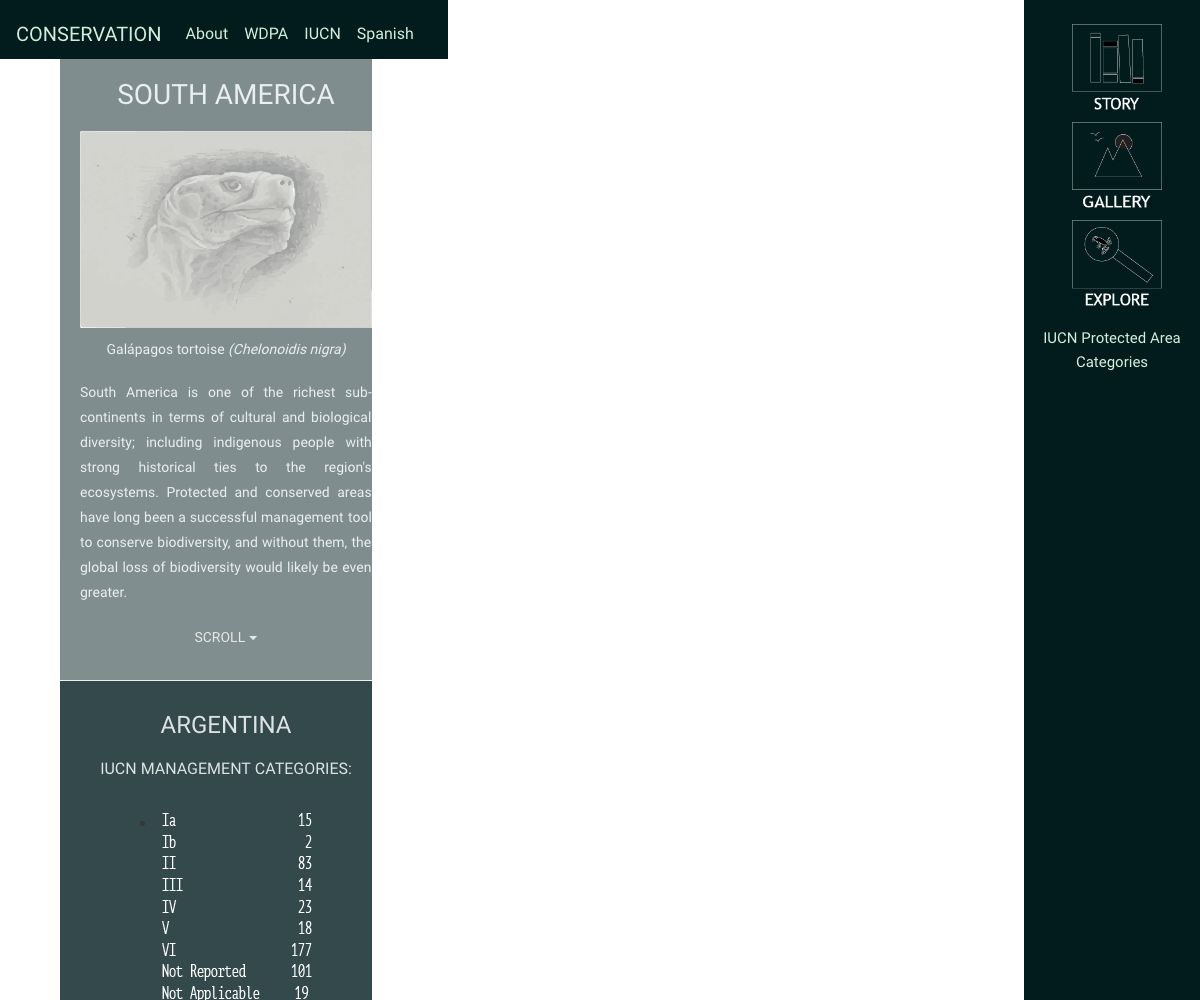 CONSERVATION About WDPA IUCN Spanish
SOUTH AMERICA
Galápagos tortoise (Chelonoidis nigra)
South America is one of the richest sub-
continents in terms of cultural and biological
diversity; including indigenous people with
strong historical ties to the region's
ecosystems. Protected and conserved areas
have long been a successful management tool
to conserve biodiversity, and without them, the
global loss of biodiversity would likely be even
greater.
SCROLL
ARGENTINA
IUCN MANAGEMENT CATEGORIES:
Ia 15
Ib 2
II 83
III 14
IV 23
V 18
VI 177
Not Reported 101
Not Applicable 19
STORY
GALLERY
EXPLORE
IUCN Protected Area
Categories